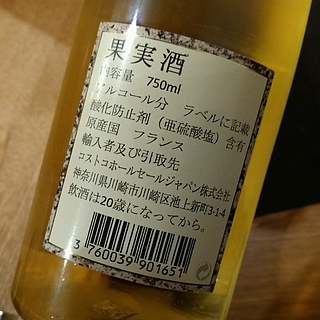 果実酒
内容量 750ml
アルコール分 ラベルに記載
酸化防止剤（亜硫酸塩）含有
原産国 フランス
輸入者及び引取先
コストコホールセールジャパン株式会社
神奈川県川崎市川崎区池上新町3-1-4
飲酒は20歳になってから。
3 760039 901651